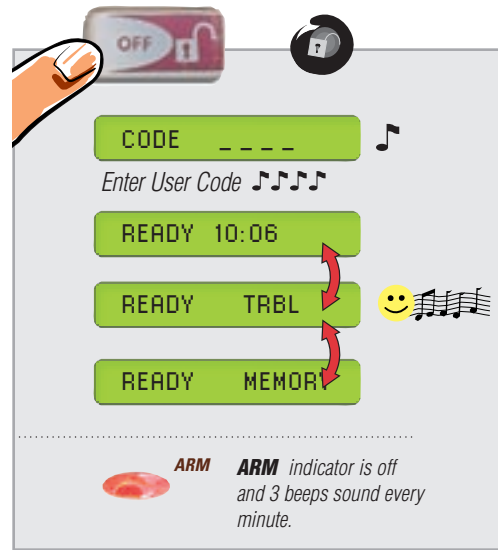 OFF
CODE _ _ _ _
Enter User Code
READY 10:06
READY TRBL
READY MEMORY
ARM
ARM indicator is off
and 3 beeps sound every
minute.